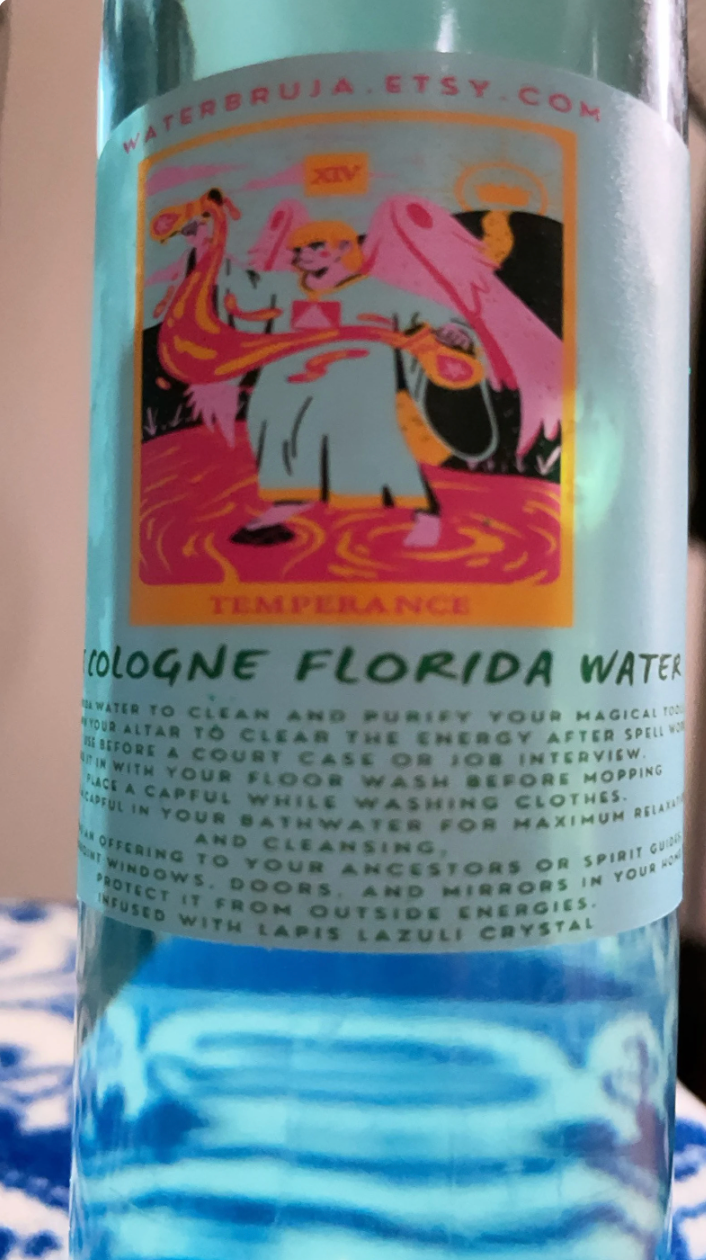 WATERBRUJA.ETSY.COM
XIV
TEMPERANCE
COLOGNE FLORIDA WATER
WATER TO CLEAN AND PURIFY YOUR MAGICAL
YOUR ALTAR TO CLEAR THE ENERGY AFTER SPELL
USE BEFORE A COURT CASE OR JOB INTERVIEW.
IT IN WITH YOUR FLOOR WASH BEFORE MOPPING
PLACE A CAPFUL WHILE WASHING CLOTHES.
CAPFUL IN YOUR BATHWATER FOR MAXIMUM
AND CLEANSING,
AN OFFERING TO YOUR ANCESTORS OR SPIRIT GUIDES.
WINDOWS, DOORS, AND MIRRORS IN YOUR HOME
PROTECT IT FROM OUTSIDE ENERGIES.
INFUSED WITH LAPIS LAZULI CRYSTAL